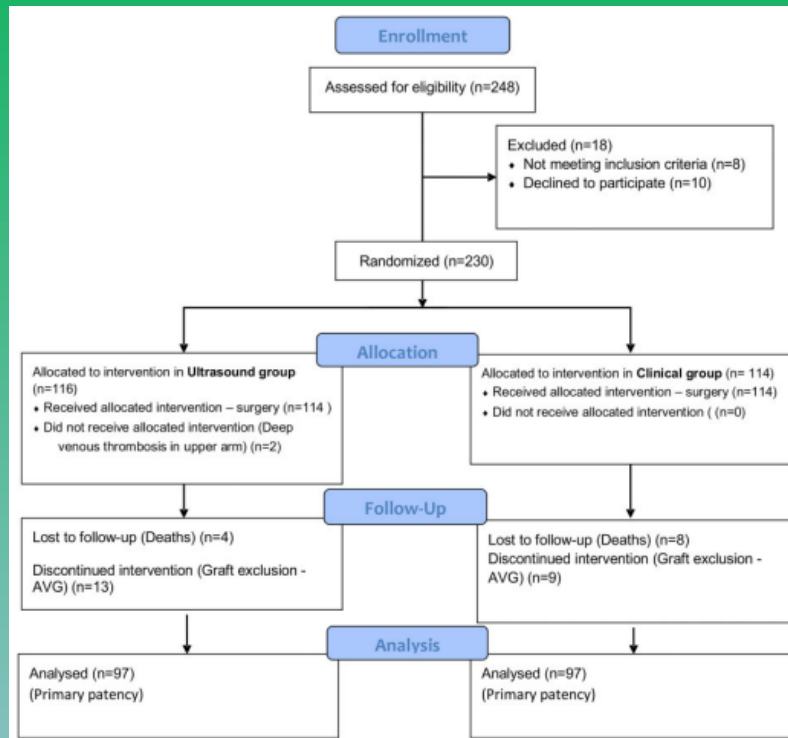 Enrollment
Assessed for eligibility (n=248)
Excluded (n=18)
♦ Not meeting inclusion criteria (n=8)
♦ Declined to participate (n=10)
Randomized (n=230)
Allocation
Allocated to intervention in Ultrasound group
(n=116)
♦ Received allocated intervention – surgery (n=114 )
♦ Did not receive allocated intervention (Deep
venous thrombosis in upper arm) (n=2)
Allocated to intervention in Clinical group (n= 114)
♦ Received allocated intervention – surgery (n=114)
♦ Did not receive allocated intervention ( (n=0)
Follow-Up
Lost to follow-up (Deaths) (n=4)
Discontinued intervention (Graft exclusion -
AVG) (n=13)
Lost to follow-up (Deaths) (n=8)
Discontinued intervention (Graft exclusion -
AVG) (n=9)
Analysis
Analysed (n=97)
(Primary patency)
Analysed (n=97)
(Primary patency)